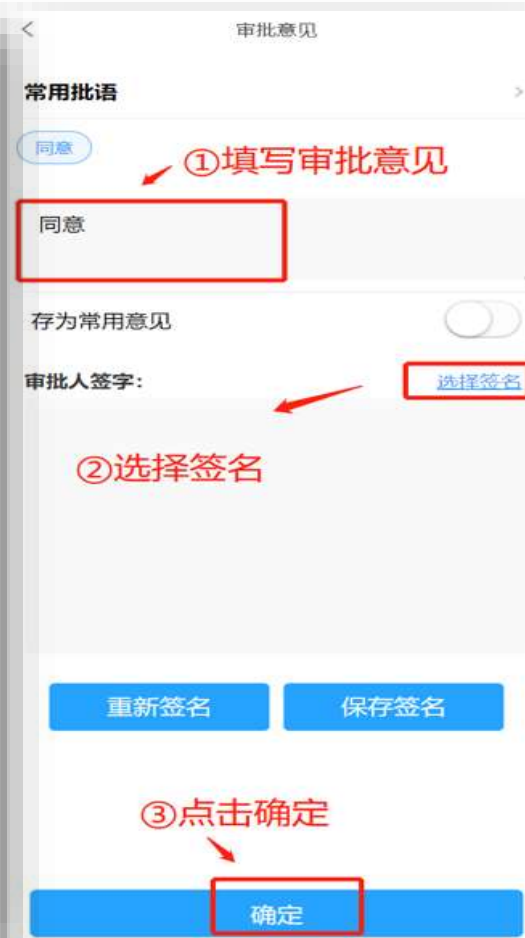 审批意见
常用批语
同意
①填写审批意见
同意
存为常用意见
审批人签字：
选择签名
②选择签名
重新签名
保存签名
③点击确定
确定